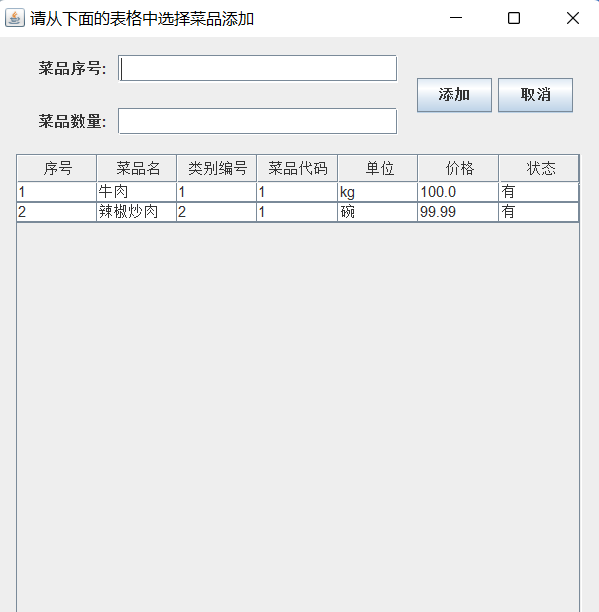 请从下面的表格中选择菜品添加
菜品序号:
添加 取消
菜品数量:
序号 菜品名 类别编号 菜品代码 单位 价格 状态
1 牛肉 1 1 kg 100.0 有
2 辣椒炒肉 2 1 碗 99.99 有